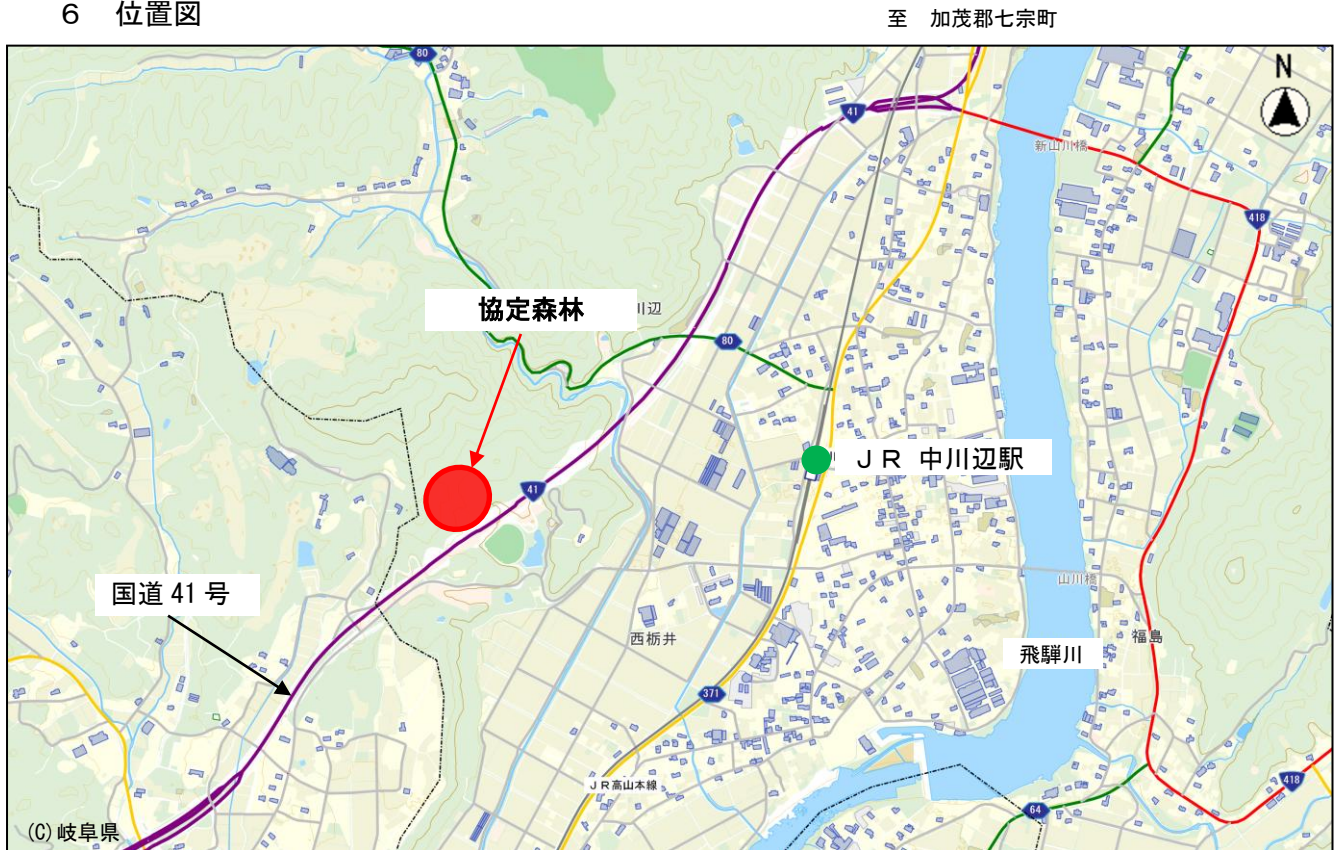 ６　位置図
至　加茂郡七宗町
80
41
N
新山川橋
418
協定森林
川辺
80
ＪＲ 中川辺駅
41
国道 41 号
山川橋
西栃井
福島
飛騨川
371
ＪＲ高山本線
418
64
(C)岐阜県